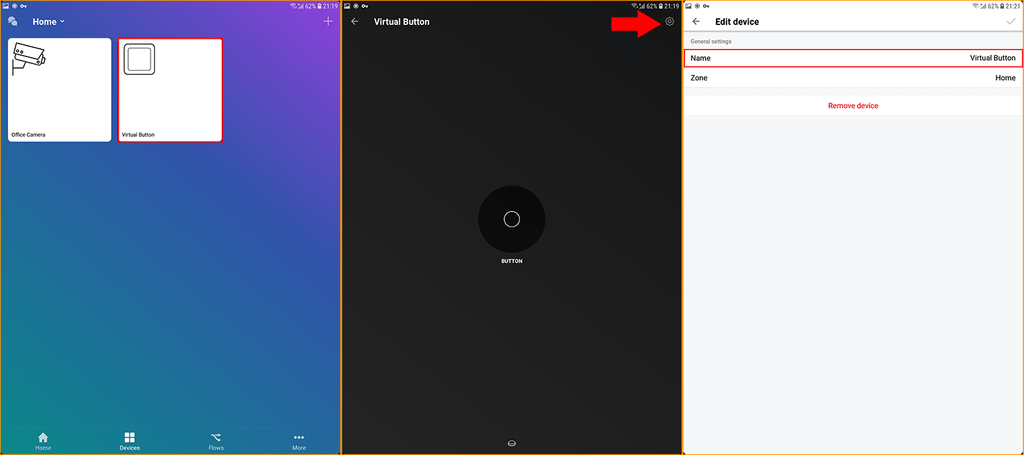 62% 21:19
Home
Office Camera
Virtual Button
Home
Devices
Flows
More
62% 21:19
Virtual Button
BUTTON
62% 21:21
Edit device
General settings
Name Virtual Button
Zone Home
Remove device